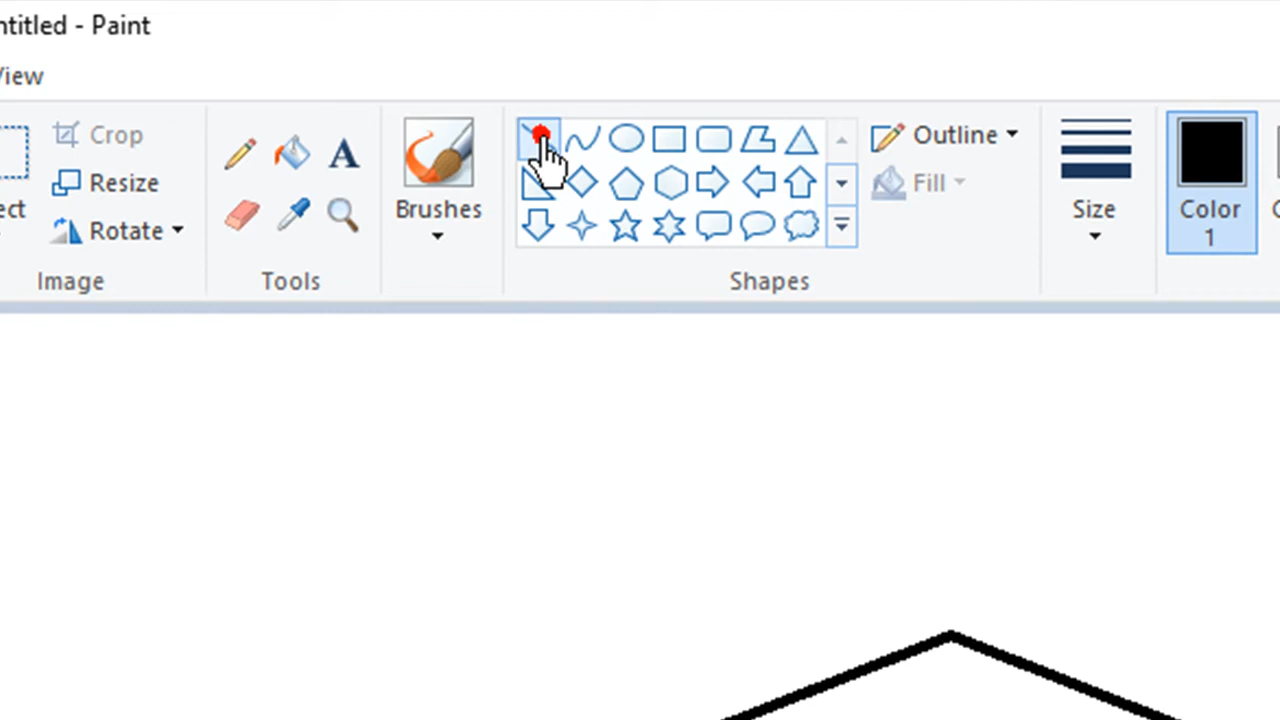 ntitled - Paint
View
Crop
Resize
Rotate
ect
Image
A
Tools
Brushes
Shapes
Outline
Fill
Size
Color
1